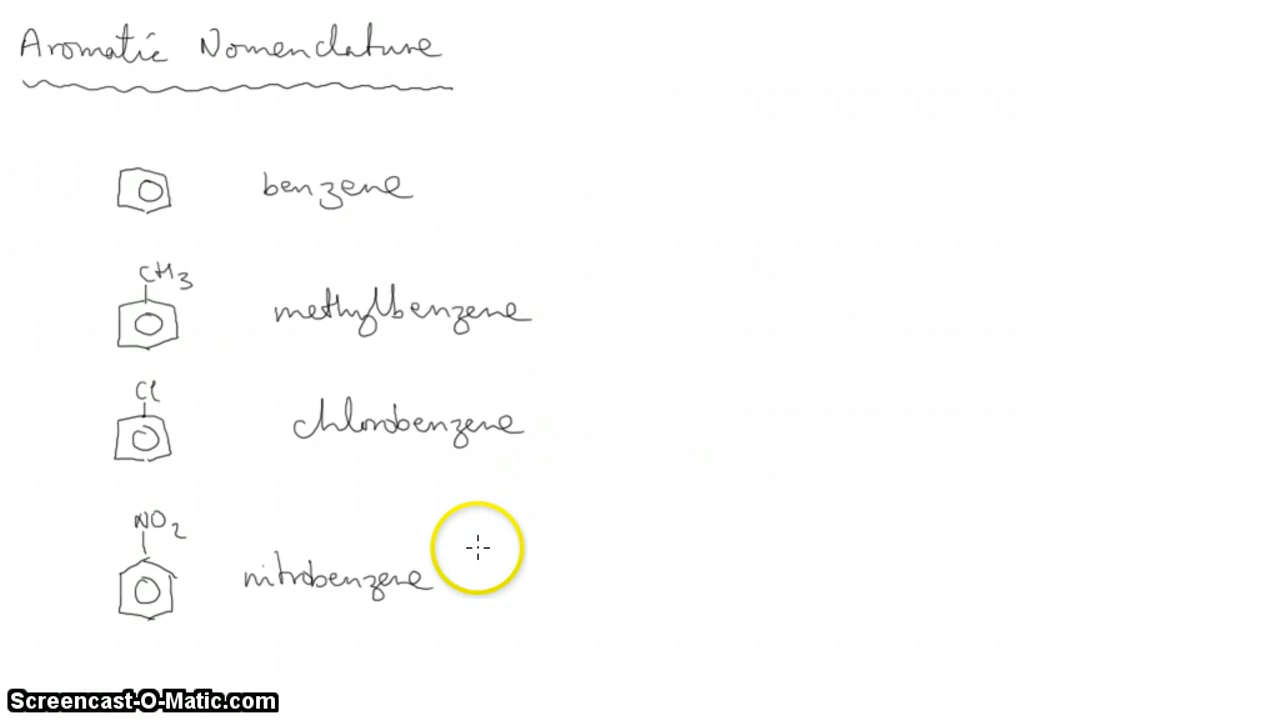 Aromatic Nomenclature
benzene
CH3
methylbenzene
Cl
chlorobenzene
NO2
nitrobenzene
Screencast-O-Matic.com